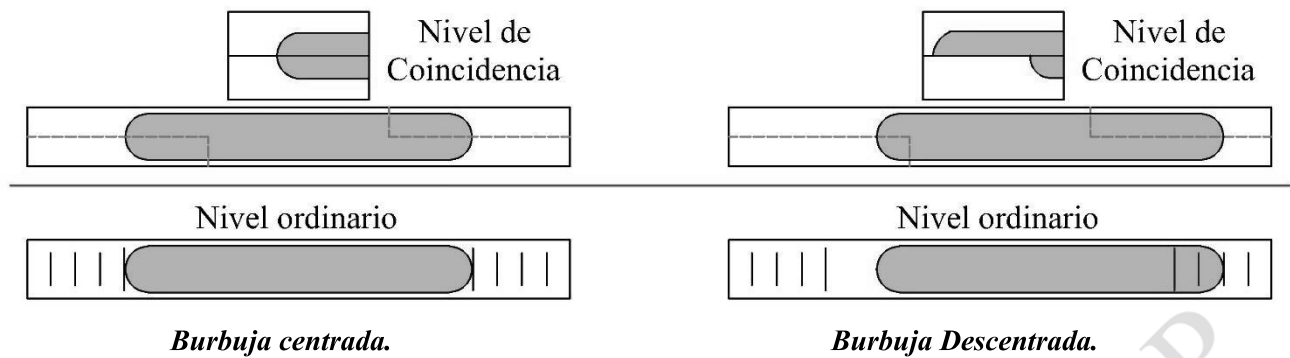 Nivel de
Coincidencia
Nivel de
Coincidencia
Nivel ordinario
Nivel ordinario
Burbuja centrada.
Burbuja Descentrada.